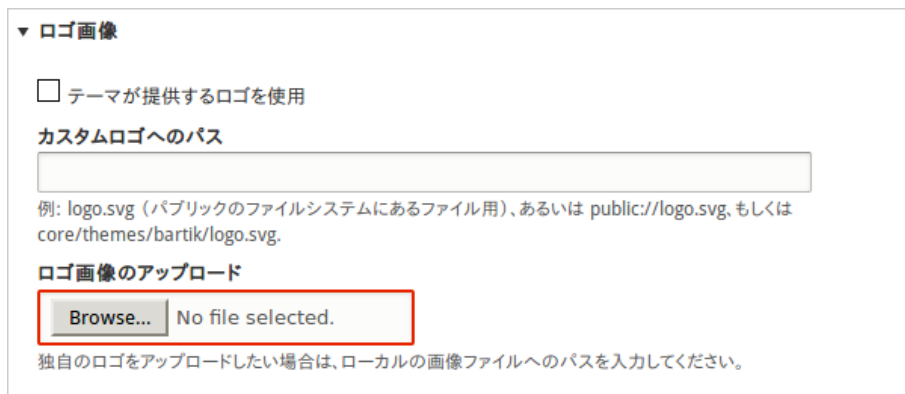 ロゴ画像
テーマが提供するロゴを使用
カスタムロゴへのパス
例: logo.svg（パブリックのファイルシステムにあるファイル用）、あるいは public://logo.svg、もしくは
core/themes/bartik/logo.svg.
ロゴ画像のアップロード
Browse... No file selected.
独自のロゴをアップロードしたい場合は、ローカルの画像ファイルへのパスを入力してください。